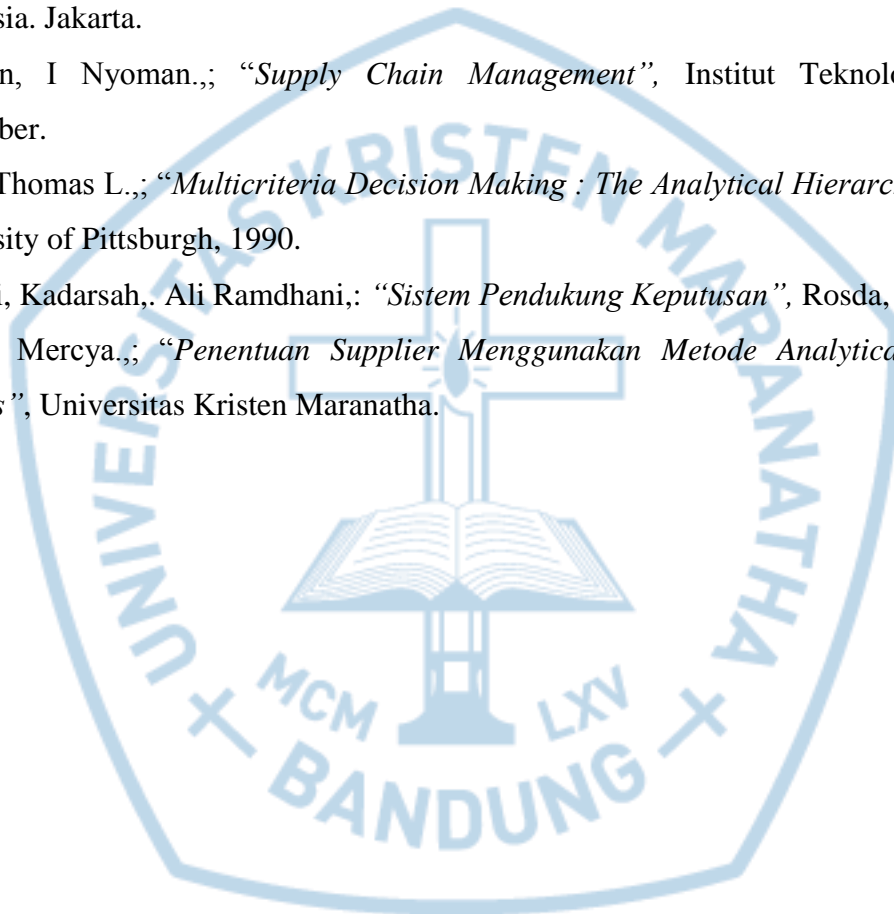 sia. Jakarta.
n, I Nyoman.,; “Supply Chain Management”, Institut Teknolo
ber.
Thomas L.,; “Multicriteria Decision Making : The Analytical Hierarc
sity of Pittsburgh, 1990.
i, Kadarsah,. Ali Ramdhani,: “Sistem Pendukung Keputusan”, Rosda,
Mercya.,; “Penentuan Supplier Menggunakan Metode Analytica
s”, Universitas Kristen Maranatha.
UNIVERSITAS KRISTEN MARANATHA
MCM LXV
BANDUNG